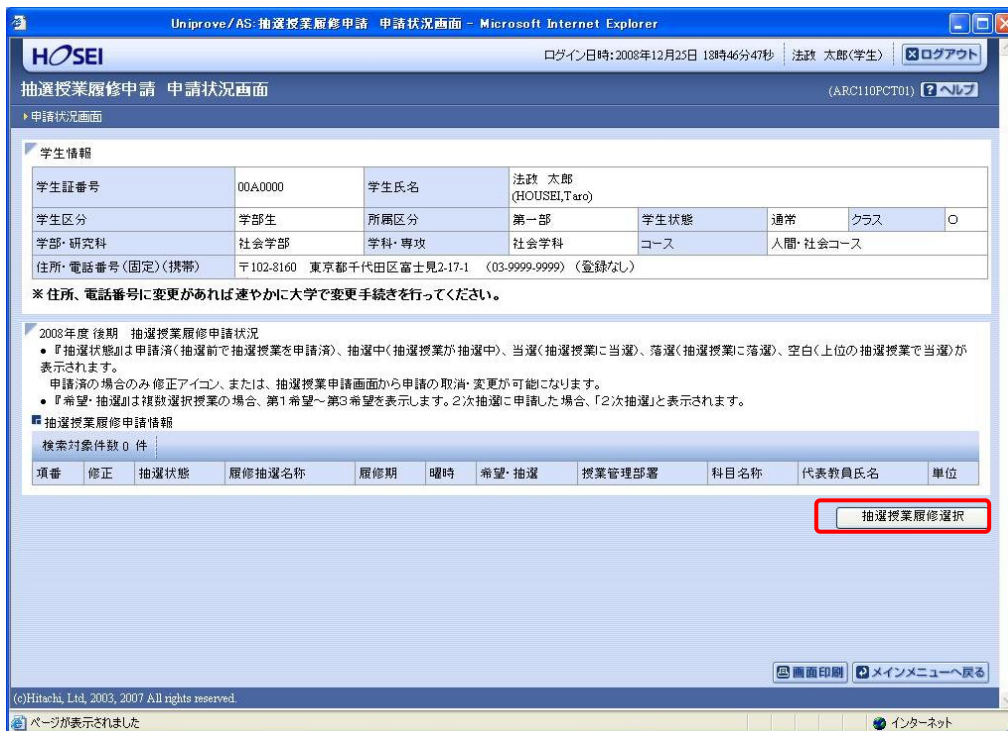 Uniprove/AS:抽選授業履修申請 申請状況画面 - Microsoft Internet Explorer
HOSEI
ログイン日時:2008年12月25日 18時46分47秒 法政 太郎(学生) ログアウト
抽選授業履修申請 申請状況画面 (ARC110PCT01) ? ヘルプ
申請状況画面
学生情報
学生証番号 00A0000 学生氏名 法政 太郎
(HOUSEI,Taro)
学生区分 学部生 所属区分 第一部 学生状態 通常 クラス O
学部・研究科 社会学部 学科・専攻 社会学科 コース 人間・社会コース
住所・電話番号(固定)(携帯) 〒102-8160 東京都千代田区富士見2-17-1 (03-9999-9999) (登録なし)
※住所、電話番号に変更があれば速やかに大学で変更手続きを行ってください。
2008年度 後期 抽選授業履修申請状況
● 『抽選状態』は申請済(抽選前で抽選授業を申請済)、抽選中(抽選授業が抽選中)、当選(抽選授業に当選)、落選(抽選授業に落選)、空白(上位の抽選授業で当選)が
表示されます。
申請済の場合のみ修正アイコン、または、抽選授業申請画面から申請の取消・変更が可能になります。
● 『希望・抽選』は複数選択授業の場合、第1希望～第3希望を表示します。2次抽選に申請した場合、「2次抽選」と表示されます。
抽選授業履修申請情報
検索対象件数 0 件
項番 修正 抽選状態 履修抽選名称 履修期 曜時 希望・抽選 授業管理部署 科目名称 代表教員氏名 単位
抽選授業履修選択
画面印刷 メインメニューへ戻る
(c)Hitachi, Ltd, 2003, 2007 All rights reserved.
ページが表示されました インターネット